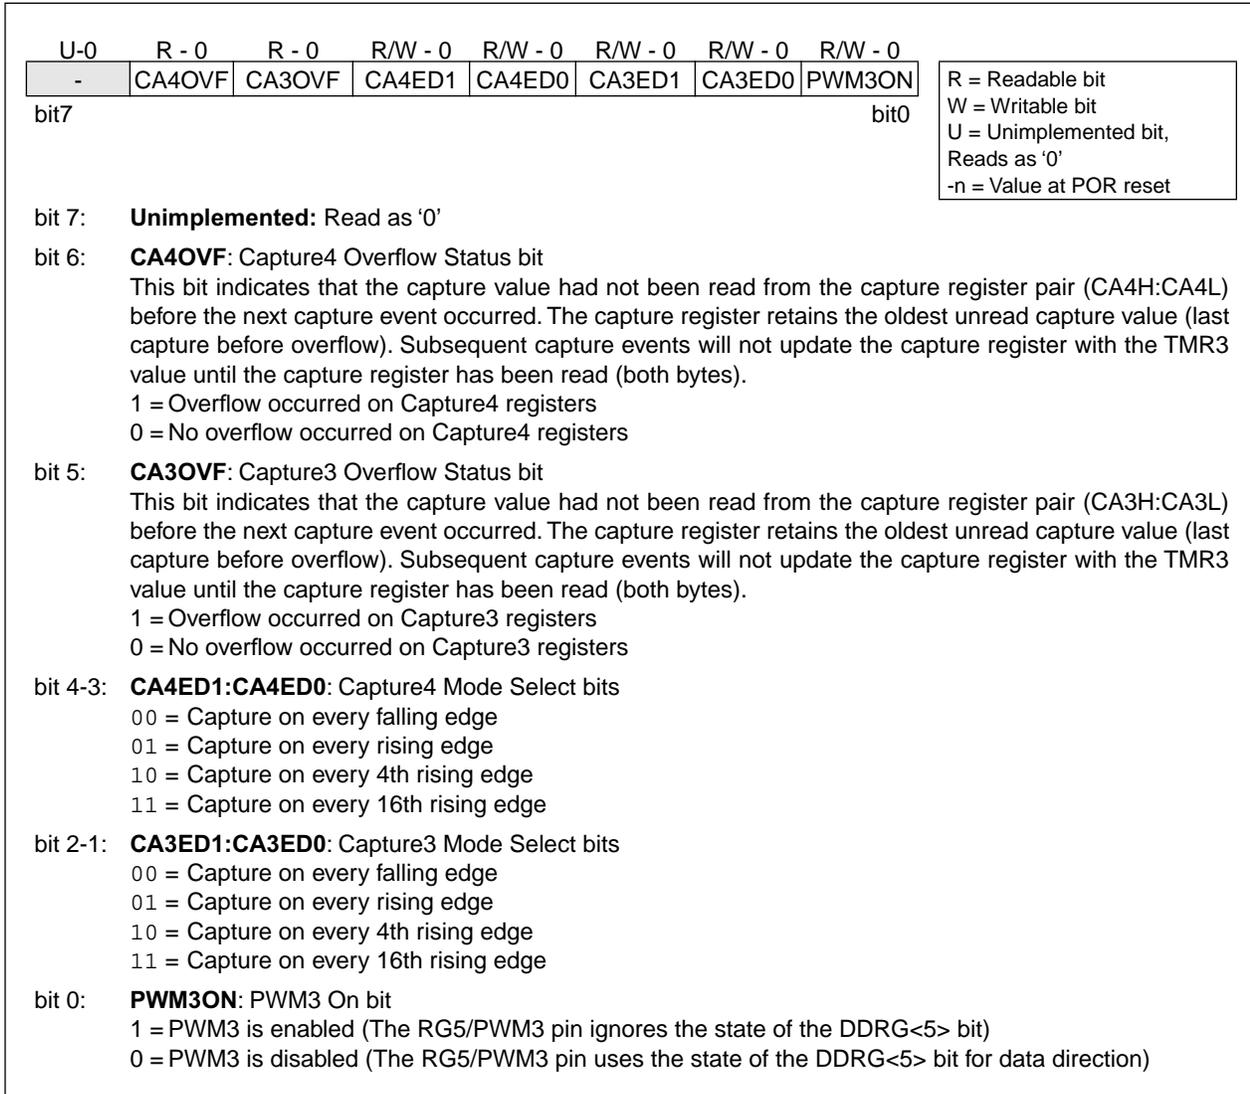 U-0 R - 0 R - 0 R/W - 0 R/W - 0 R/W - 0 R/W - 0 R/W - 0
- CA4OVF CA3OVF CA4ED1 CA4ED0 CA3ED1 CA3ED0 PWM3ON
bit7 bit0
R = Readable bit
W = Writable bit
U = Unimplemented bit,
Reads as ‘0’
-n = Value at POR reset
bit 7: Unimplemented: Read as ‘0’
bit 6: CA4OVF: Capture4 Overflow Status bit
This bit indicates that the capture value had not been read from the capture register pair (CA4H:CA4L)
before the next capture event occurred. The capture register retains the oldest unread capture value (last
capture before overflow). Subsequent capture events will not update the capture register with the TMR3
value until the capture register has been read (both bytes).
1 = Overflow occurred on Capture4 registers
0 = No overflow occurred on Capture4 registers
bit 5: CA3OVF: Capture3 Overflow Status bit
This bit indicates that the capture value had not been read from the capture register pair (CA3H:CA3L)
before the next capture event occurred. The capture register retains the oldest unread capture value (last
capture before overflow). Subsequent capture events will not update the capture register with the TMR3
value until the capture register has been read (both bytes).
1 = Overflow occurred on Capture3 registers
0 = No overflow occurred on Capture3 registers
bit 4-3: CA4ED1:CA4ED0: Capture4 Mode Select bits
00 = Capture on every falling edge
01 = Capture on every rising edge
10 = Capture on every 4th rising edge
11 = Capture on every 16th rising edge
bit 2-1: CA3ED1:CA3ED0: Capture3 Mode Select bits
00 = Capture on every falling edge
01 = Capture on every rising edge
10 = Capture on every 4th rising edge
11 = Capture on every 16th rising edge
bit 0: PWM3ON: PWM3 On bit
1 = PWM3 is enabled (The RG5/PWM3 pin ignores the state of the DDRG<5> bit)
0 = PWM3 is disabled (The RG5/PWM3 pin uses the state of the DDRG<5> bit for data direction)